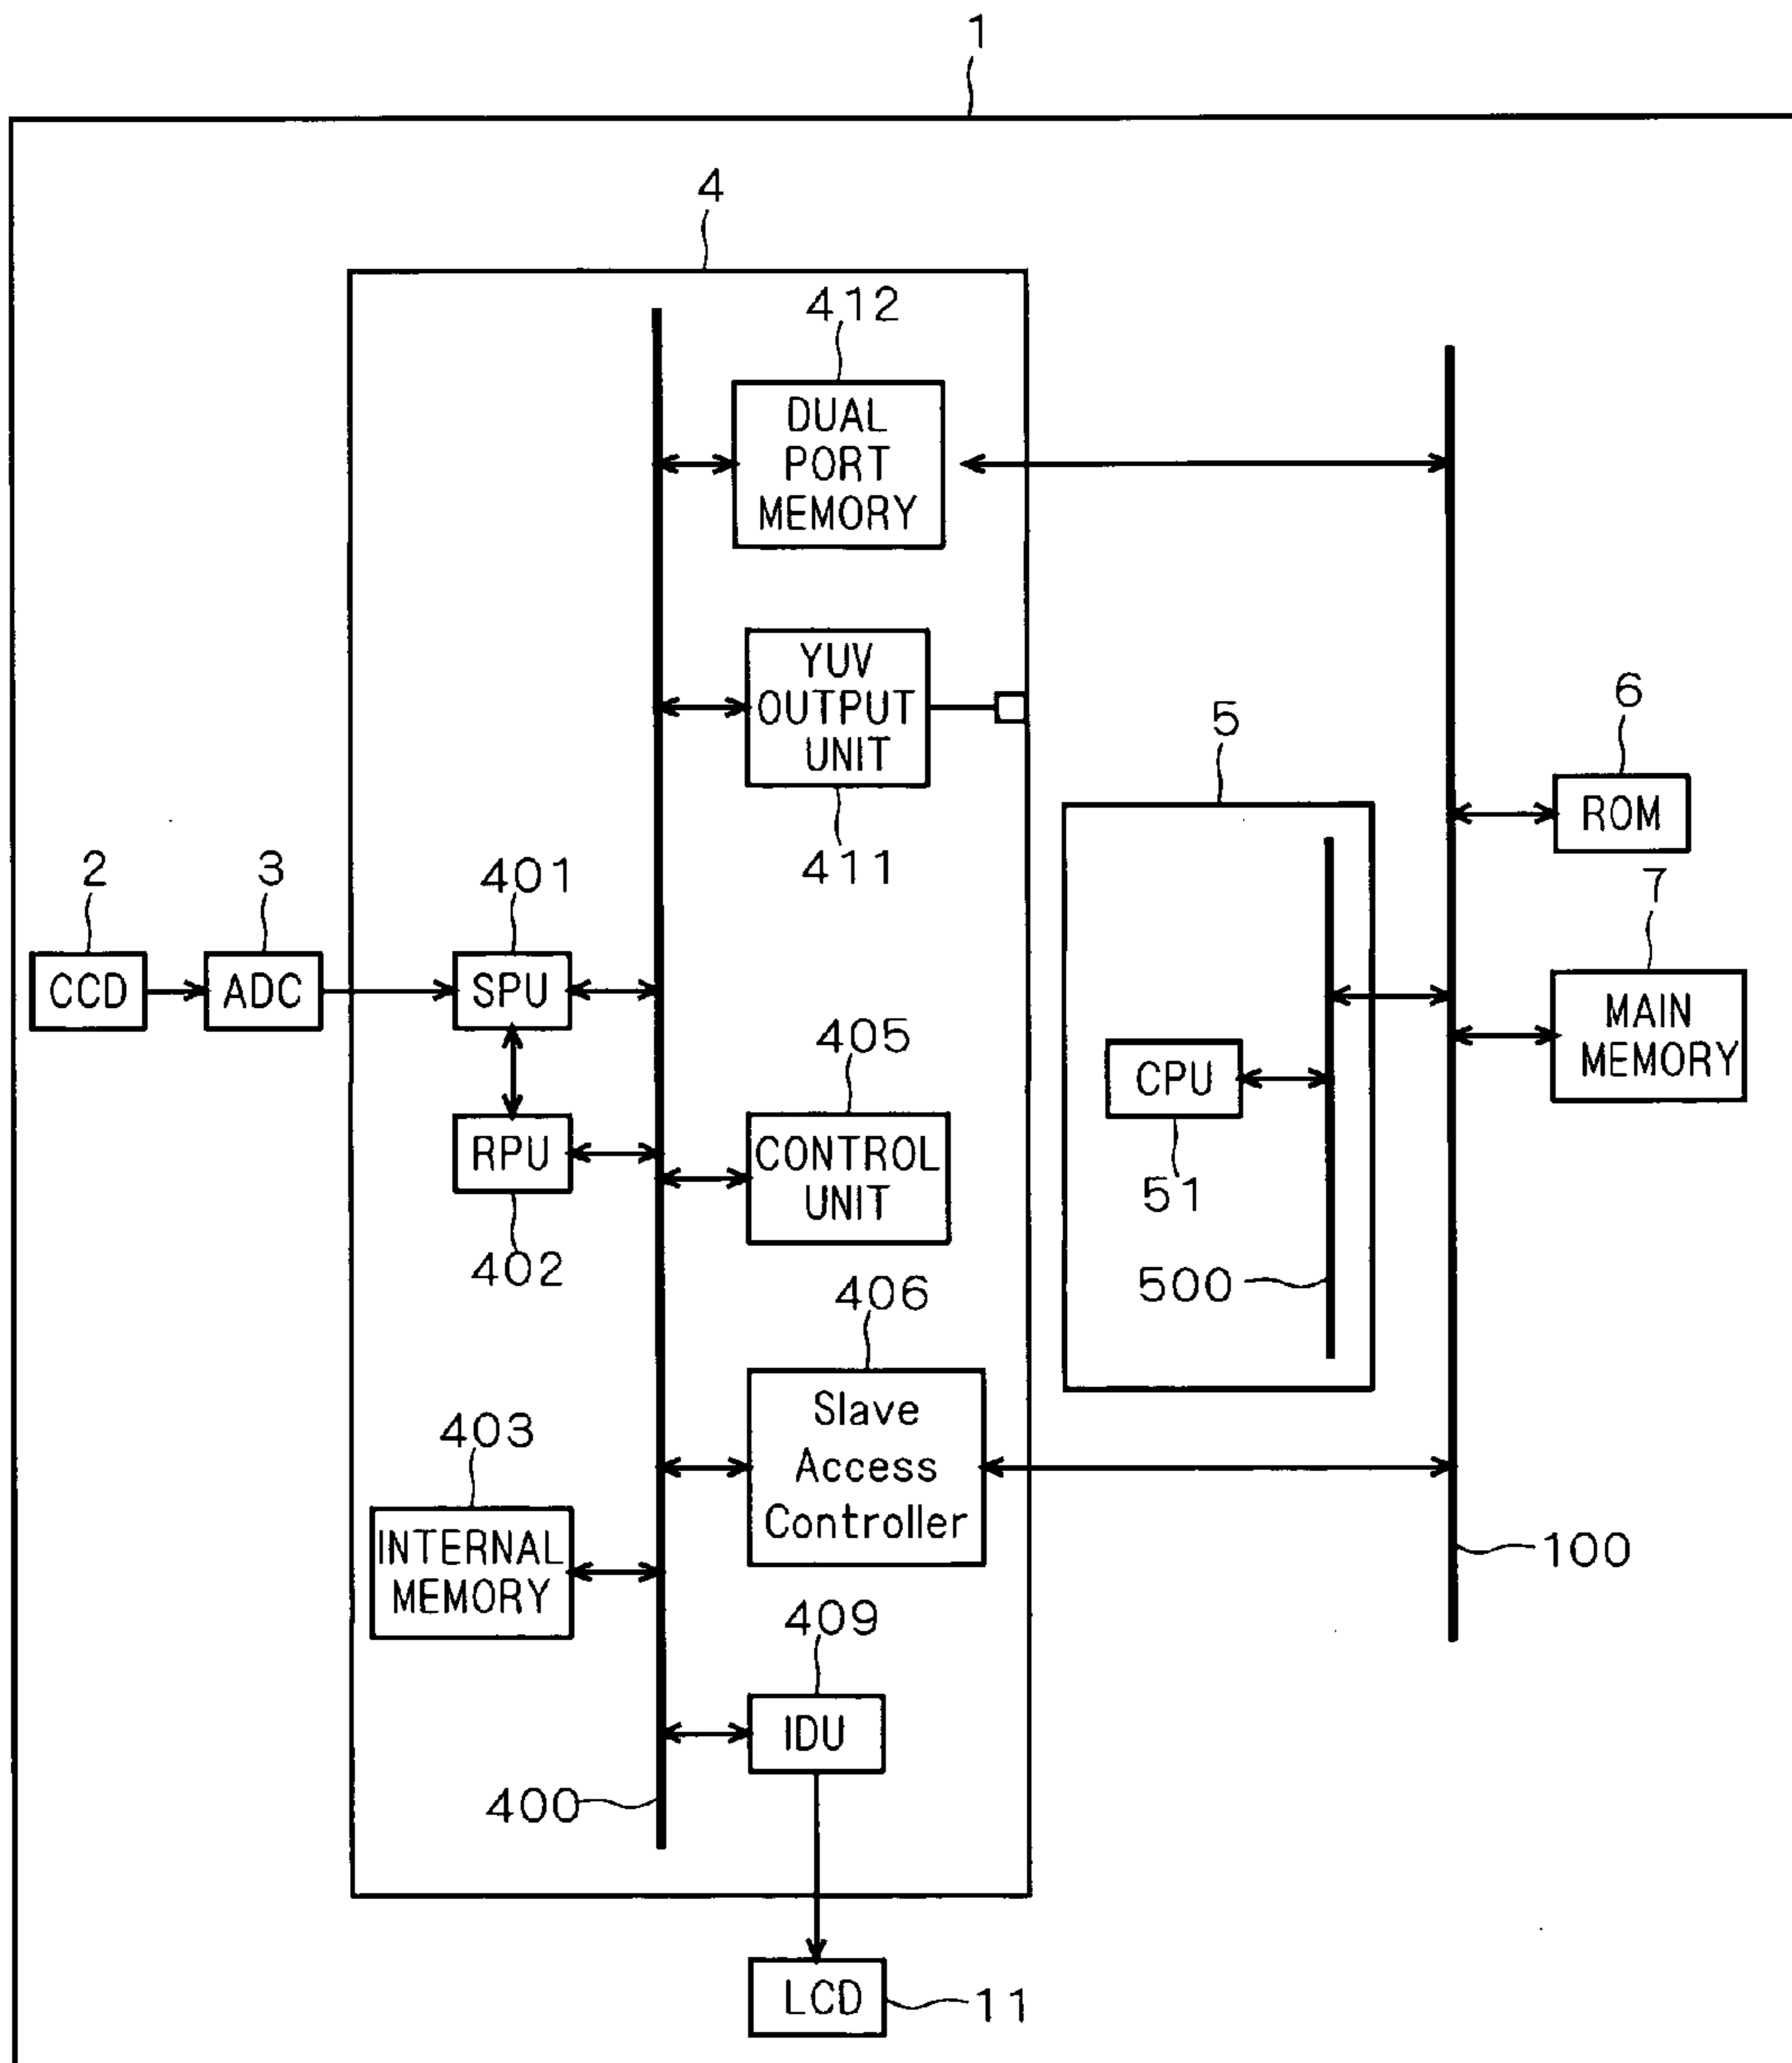 1
4
412
DUAL
PORT
MEMORY
YUV
OUTPUT
UNIT
411
5
6
ROM
7
MAIN
MEMORY
2
CCD
3
ADC
401
SPU
RPU
402
405
CONTROL
UNIT
CPU
51
500
406
Slave
Access
Controller
403
INTERNAL
MEMORY
100
409
IDU
400
LCD
11